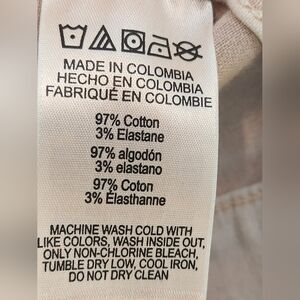 MADE IN COLOMBIA
HECHO EN COLOMBIA
FABRIQUÉ EN COLOMBIE
97% Cotton
3% Elastane
97% algodón
3% elastano
97% Coton
3% Élasthanne
MACHINE WASH COLD WITH
LIKE COLORS, WASH INSIDE OUT,
ONLY NON-CHLORINE BLEACH,
TUMBLE DRY LOW, COOL IRON,
DO NOT DRY CLEAN